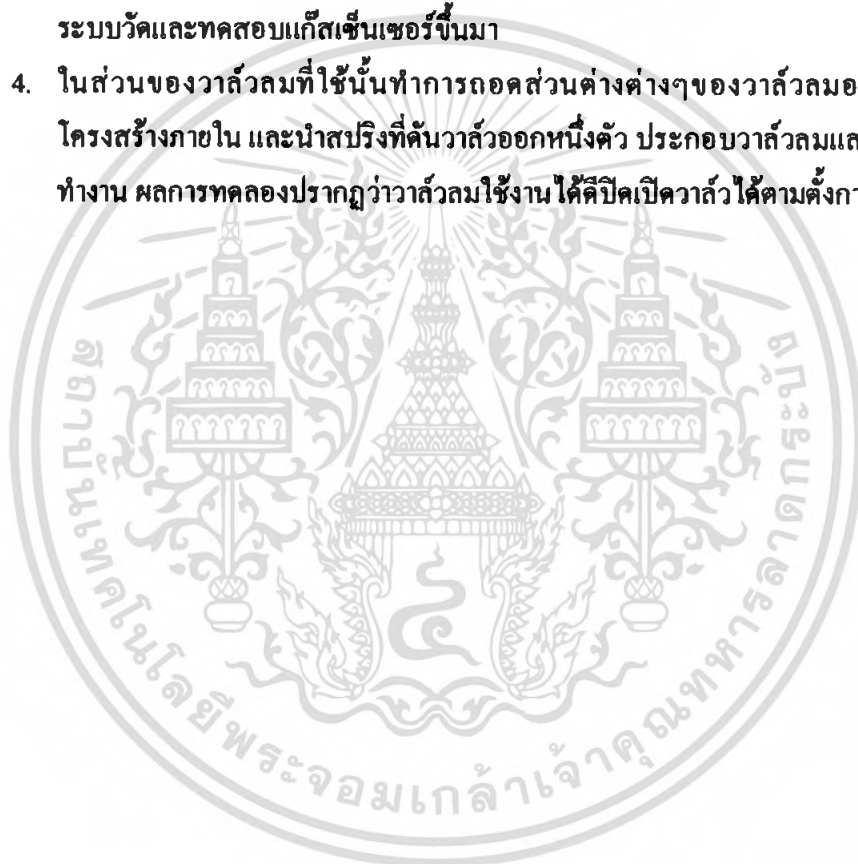 ระบบวัดและทดสอบแก๊สเซ็นเซอร์ขึ้นมา
4. ในส่วนของวาล์วลมที่ใช้นั้นทำการถอดส่วนต่างต่างๆของวาล์วลมอ
โครงสร้างภายใน และนำสปริงที่ดันวาล์วออกหนึ่งตัว ประกอบวาล์วลมแล
ทำงาน ผลการทดลองปรากฏว่าวาล์วลมใช้งานได้ดีปิดเปิดวาล์วได้ตามตั้งกา
สถาบันเทคโนโลยีพระจอมเกล้าเจ้าคุณทหารลาดกระบัง